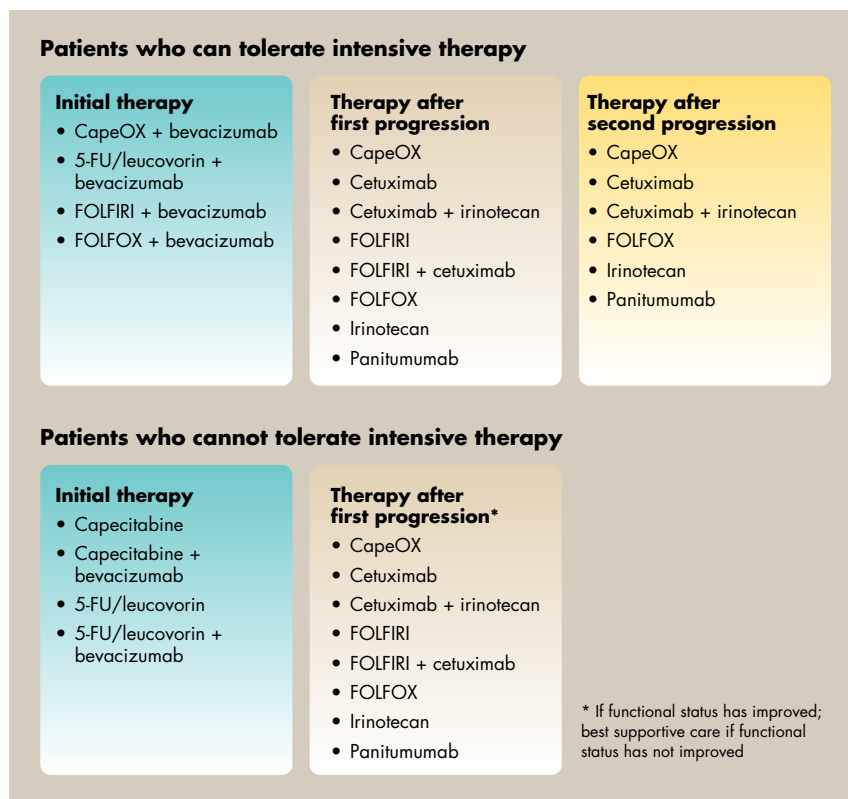 Patients who can tolerate intensive therapy
Initial therapy
• CapeOX + bevacizumab
• 5-FU/leucovorin +
bevacizumab
• FOLFIRI + bevacizumab
• FOLFOX + bevacizumab
Therapy after
first progression
• CapeOX
• Cetuximab
• Cetuximab + irinotecan
• FOLFIRI
• FOLFIRI + cetuximab
• FOLFOX
• Irinotecan
• Panitumumab
Therapy after
second progression
• CapeOX
• Cetuximab
• Cetuximab + irinotecan
• FOLFOX
• Irinotecan
• Panitumumab
Patients who cannot tolerate intensive therapy
Initial therapy
• Capecitabine
• Capecitabine +
bevacizumab
• 5-FU/leucovorin
• 5-FU/leucovorin +
bevacizumab
Therapy after
first progression*
• CapeOX
• Cetuximab
• Cetuximab + irinotecan
• FOLFIRI
• FOLFIRI + cetuximab
• FOLFOX
• Irinotecan
• Panitumumab
* If functional status has improved;
best supportive care if functional
status has not improved